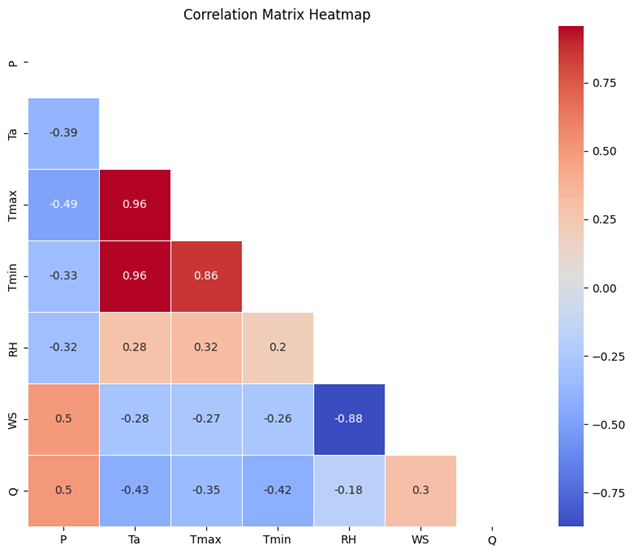 Correlation Matrix Heatmap
P
Ta -0.39
Tmax -0.49 0.96
Tmin -0.33 0.96 0.86
RH -0.32 0.28 0.32 0.2
WS 0.5 -0.28 -0.27 -0.26 -0.88
Q 0.5 -0.43 -0.35 -0.42 -0.18 0.3
P Ta Tmax Tmin RH WS Q
0.75
0.50
0.25
0.00
−0.25
−0.50
−0.75